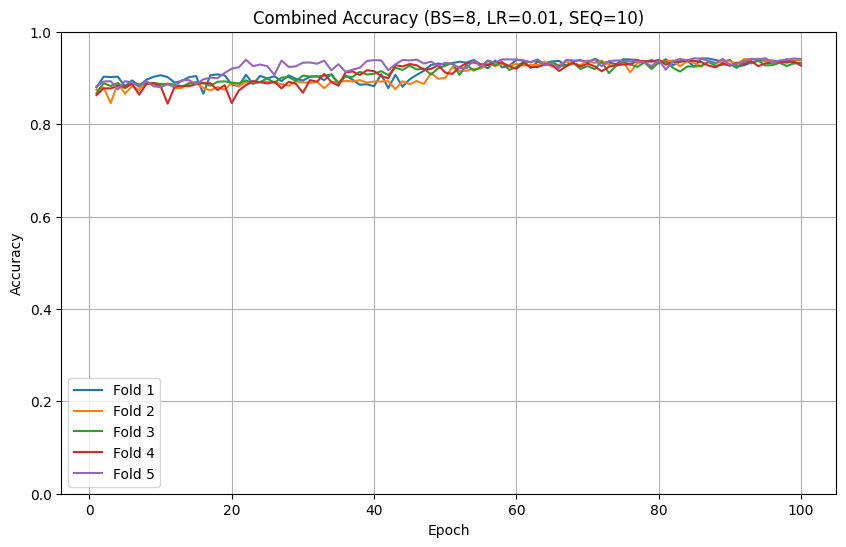 Combined Accuracy (BS=8, LR=0.01, SEQ=10)
1.0
0.8
0.6
0.4
0.2
0.0
Accuracy
Fold 1
Fold 2
Fold 3
Fold 4
Fold 5
0 20 40 60 80 100
Epoch